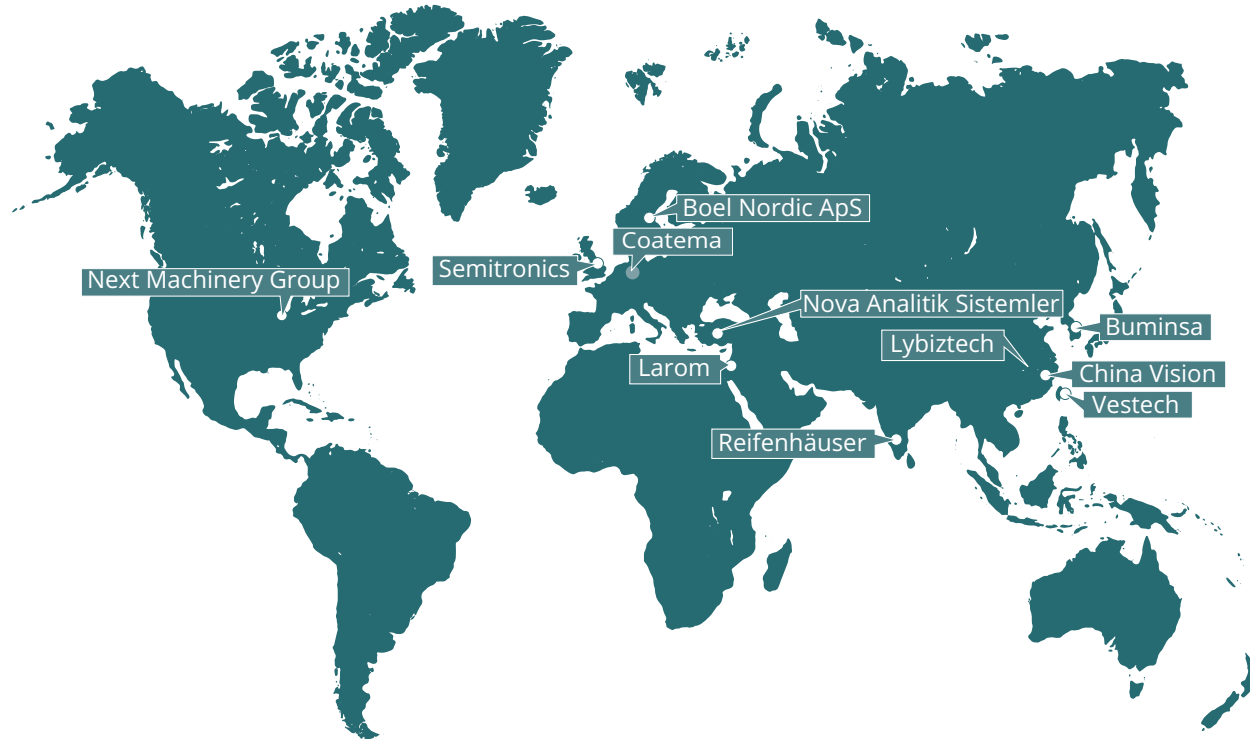 Boel Nordic ApS
Coatema
Semitronics
Next Machinery Group
Nova Analitik Sistemler
Buminsa
Lybiztech
Larom
China Vision
Vestech
Reifenhäuser